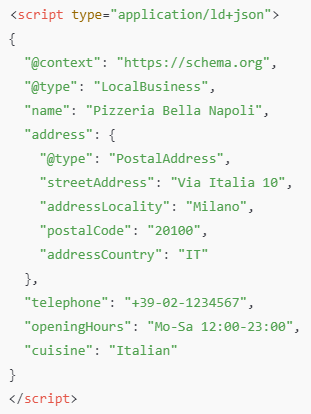 <script type="application/ld+json">
{
  "@context": "https://schema.org",
  "@type": "LocalBusiness",
  "name": "Pizzeria Bella Napoli",
  "address": {
    "@type": "PostalAddress",
    "streetAddress": "Via Italia 10",
    "addressLocality": "Milano",
    "postalCode": "20100",
    "addressCountry": "IT"
  },
  "telephone": "+39-02-1234567",
  "openingHours": "Mo-Sa 12:00-23:00",
  "cuisine": "Italian"
}
</script>